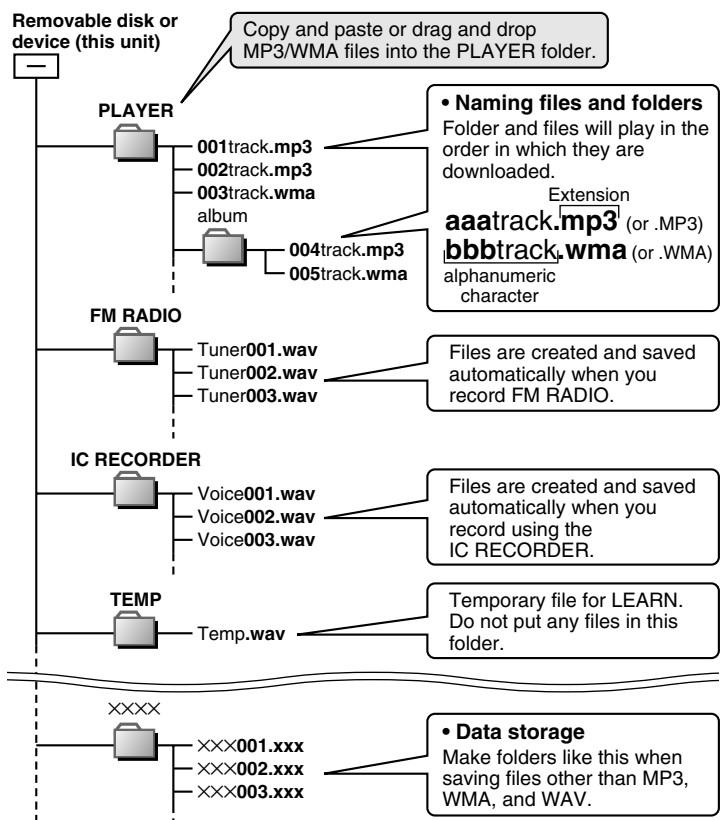 Removable disk or
device (this unit)
Copy and paste or drag and drop
MP3/WMA files into the PLAYER folder.
PLAYER
001track.mp3
002track.mp3
003track.wma
album
004track.mp3
005track.wma
• Naming files and folders
Folder and files will play in the
order in which they are
downloaded.
Extension
aaatrack.mp3 (or .MP3)
bbbtrack.wma (or .WMA)
alphanumeric
character
FM RADIO
Tuner001.wav
Tuner002.wav
Tuner003.wav
Files are created and saved
automatically when you
record FM RADIO.
IC RECORDER
Voice001.wav
Voice002.wav
Voice003.wav
Files are created and saved
automatically when you
record using the
IC RECORDER.
TEMP
Temp.wav
Temporary file for LEARN.
Do not put any files in this
folder.
××××
×××001.xxx
×××002.xxx
×××003.xxx
• Data storage
Make folders like this when
saving files other than MP3,
WMA, and WAV.